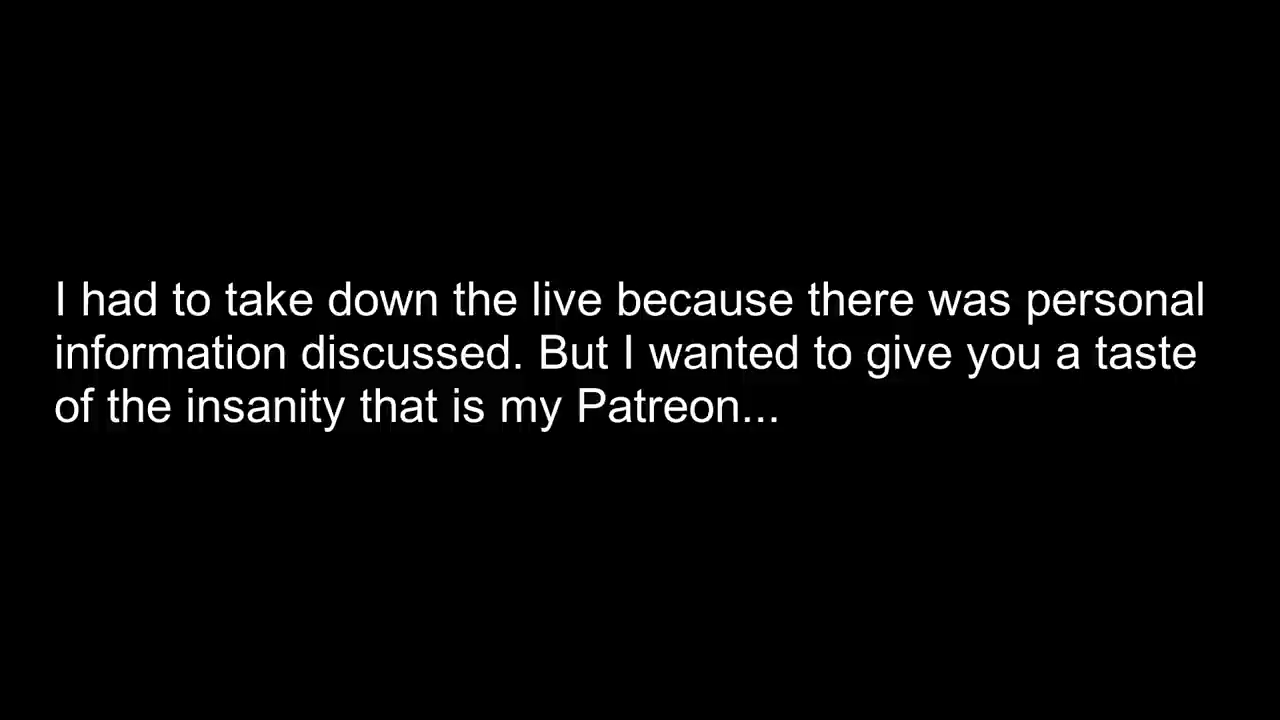 I had to take down the live because there was personal
information discussed. But I wanted to give you a taste
of the insanity that is my Patreon...